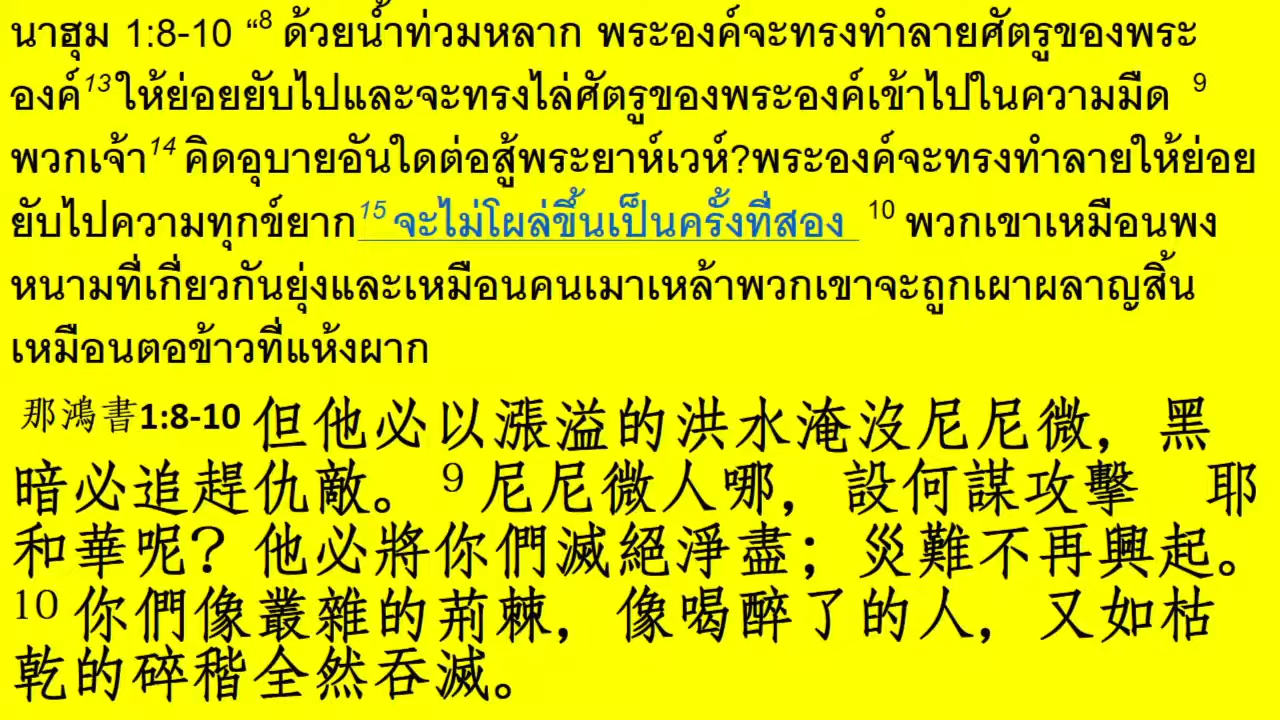 นาฮุม 1:8-10 “8 ด้วยน้ำท่วมหลาก พระองค์จะทรงทำลายศัตรูของพระ
องค์13ให้ย่อยยับไปและจะทรงไล่ศัตรูของพระองค์เข้าไปในความมืด 9
พวกเจ้า14 คิดอุบายอันใดต่อสู้พระยาห์เวห์?พระองค์จะทรงทำลายให้ย่อย
ยับไปความทุกข์ยาก15 จะไม่โผล่ขึ้นเป็นครั้งที่สอง 10 พวกเขาเหมือนพง
หนามที่เกี่ยวกันยุ่งและเหมือนคนเมาเหล้าพวกเขาจะถูกเผาผลาญสิ้น
เหมือนตอข้าวที่แห้งผาก
那鴻書1:8-10 但他必以漲溢的洪水淹沒尼尼微，黑
暗必追趕仇敵。9 尼尼微人哪，設何謀攻擊　耶
和華呢？他必將你們滅絕淨盡；災難不再興起。
10 你們像叢雜的荊棘，像喝醉了的人，又如枯
乾的碎稭全然吞滅。